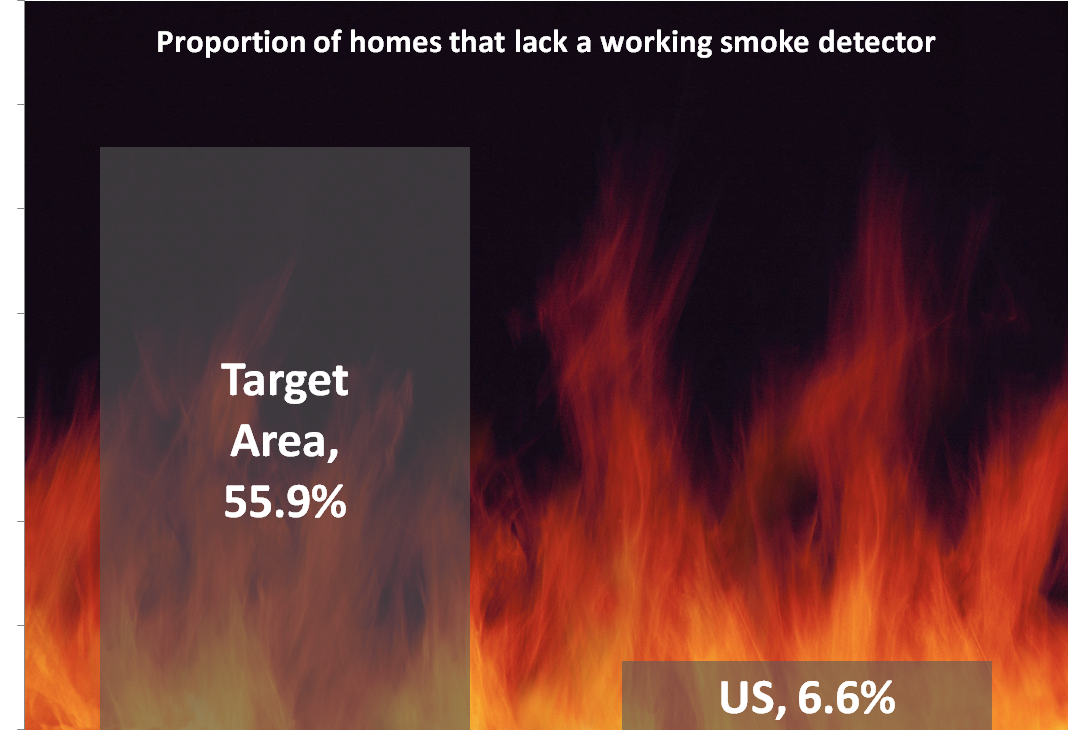 Proportion of homes that lack a working smoke detector
Target
Area,
55.9%
US, 6.6%